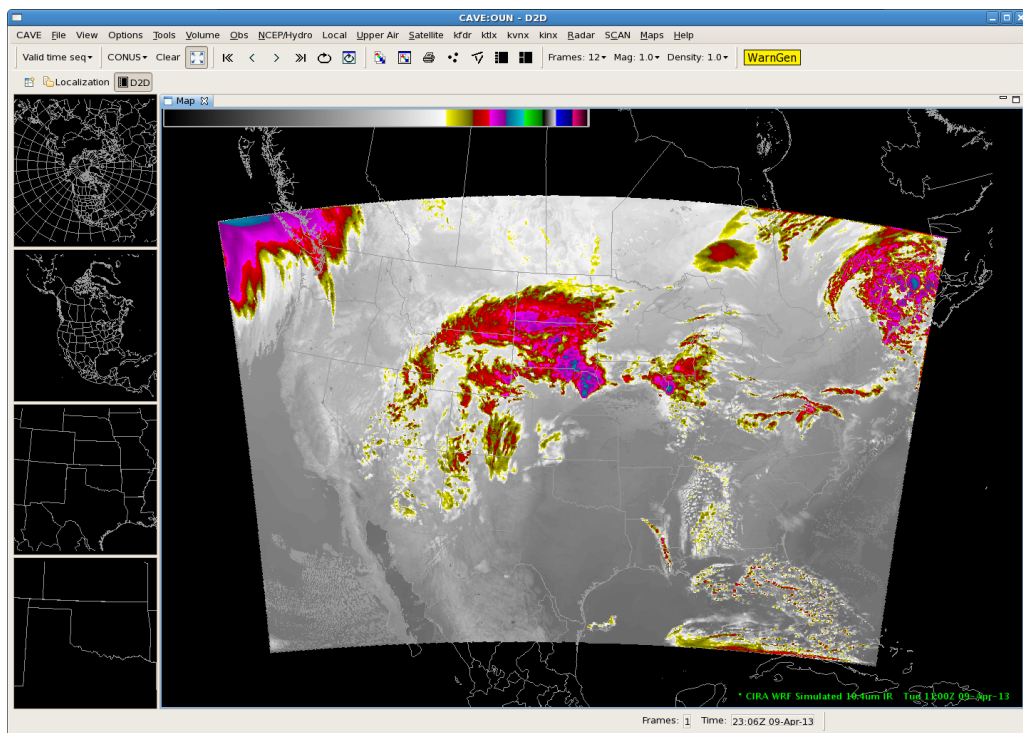 CAVE:OUN - D2D
CAVE File View Options Tools Volume Obs NCEP/Hydro Local Upper Air Satellite kfdr ktlx kvnx kinx Radar SCAN Maps Help
Valid time seq CONUS Clear Frames: 12 Mag: 1.0 Density: 1.0 WarnGen
Localization D2D
Map
* CIRA WRF Simulated 10.4um IR Tue 11:00Z 09-Apr-13
Frames: 1 Time: 23:06Z 09-Apr-13